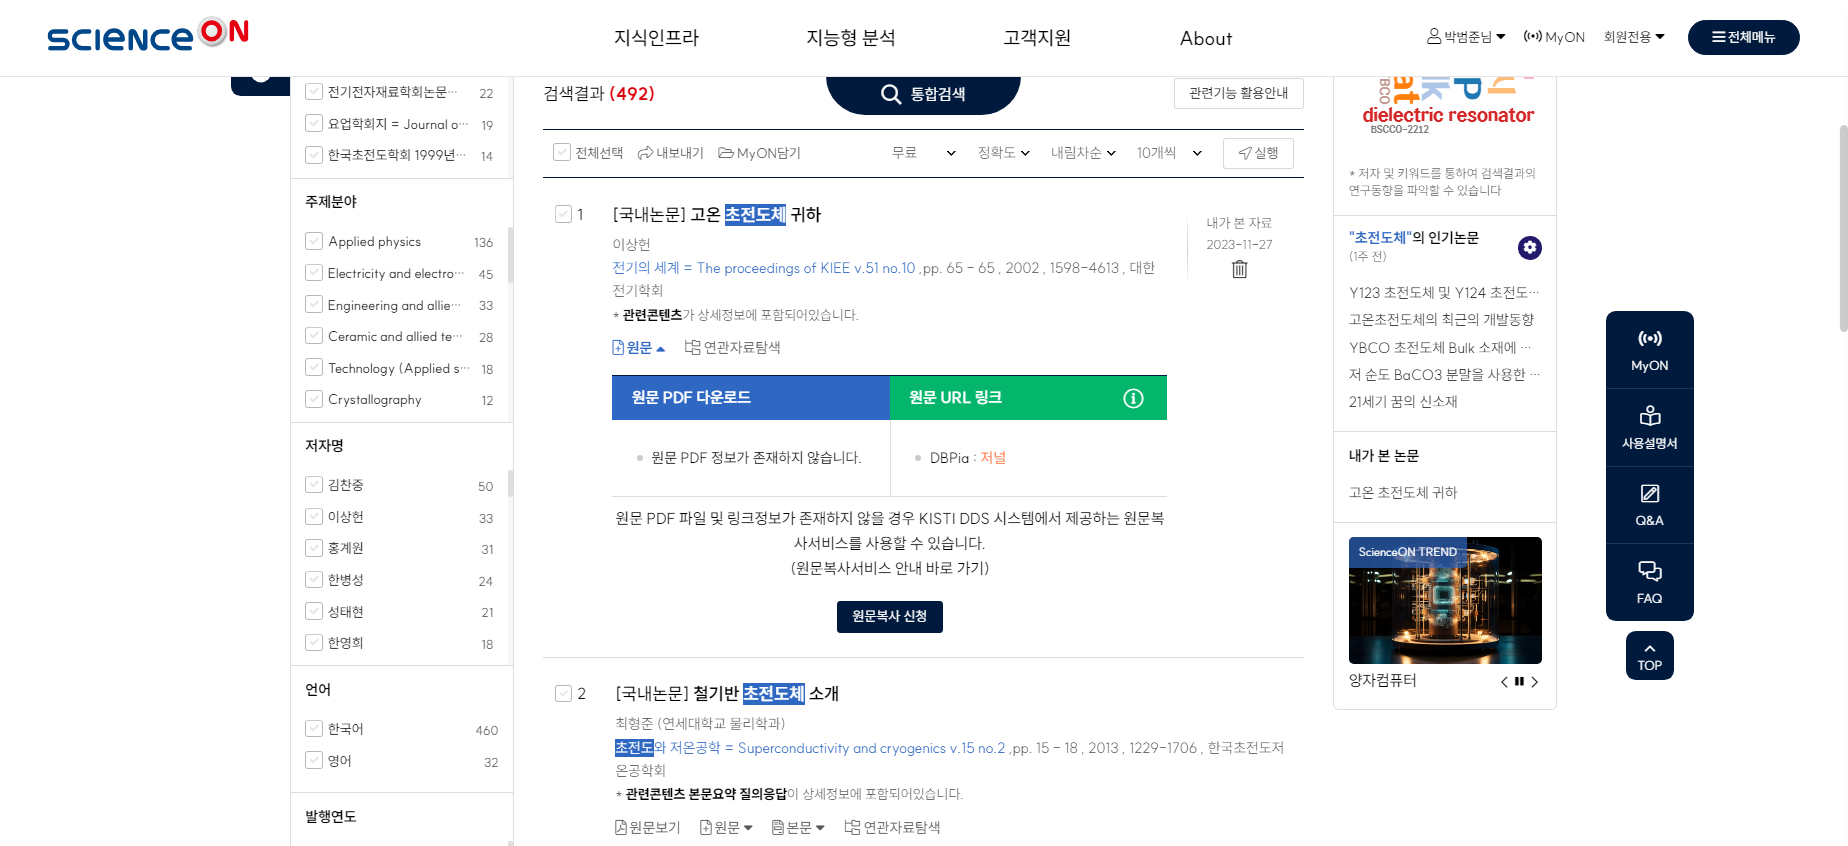 scienceON
지식인프라
지능형 분석
고객지원
About
박범준님
MyON
회원전용
전체메뉴
전기전자재료학회논문… 22
요업학회지 = Journal o… 19
한국초전도학회 1999년… 14
주제분야
Applied physics 136
Electricity and electro… 45
Engineering and allie… 33
Ceramic and allied te… 28
Technology (Applied s… 18
Crystallography 12
저자명
김찬중 50
이상헌 33
홍계원 31
한병성 24
성태현 21
한영희 18
언어
한국어 460
영어 32
발행연도
검색결과 (492)
통합검색
관련기능 활용안내
전체선택 내보내기 MyON담기 무료 정확도 내림차순 10개씩 실행
1 [국내논문] 고온 초전도체 귀하
이상헌
전기의 세계 = The proceedings of KIEE v.51 no.10 ,pp. 65 - 65 , 2002 , 1598-4613 , 대한
전기학회
* 관련콘텐츠가 상세정보에 포함되어있습니다.
원문 연관자료탐색
내가 본 자료
2023-11-27
원문 PDF 다운로드
원문 URL 링크
원문 PDF 정보가 존재하지 않습니다.
DBPia : 저널
원문 PDF 파일 및 링크정보가 존재하지 않을 경우 KISTI DDS 시스템에서 제공하는 원문복
사서비스를 사용할 수 있습니다.
(원문복사서비스 안내 바로 가기)
원문복사 신청
2 [국내논문] 철기반 초전도체 소개
최형준 (연세대학교 물리학과)
초전도와 저온공학 = Superconductivity and cryogenics v.15 no.2 ,pp. 15 - 18 , 2013 , 1229-1706 , 한국초전도저
온공학회
* 관련콘텐츠 본문요약 질의응답이 상세정보에 포함되어있습니다.
원문보기 원문 본문 연관자료탐색
dielectric resonator
BSCCO-2212
* 저자 및 키워드를 통하여 검색결과의
연구동향을 파악할 수 있습니다
"초전도체"의 인기논문
(1주 전)
Y123 초전도체 및 Y124 초전도…
고온초전도체의 최근의 개발동향
YBCO 초전도체 Bulk 소재에 …
저 순도 BaCO3 분말을 사용한 …
21세기 꿈의 신소재
내가 본 논문
고온 초전도체 귀하
ScienceON TREND
양자컴퓨터
MyON
사용설명서
Q&A
FAQ
TOP